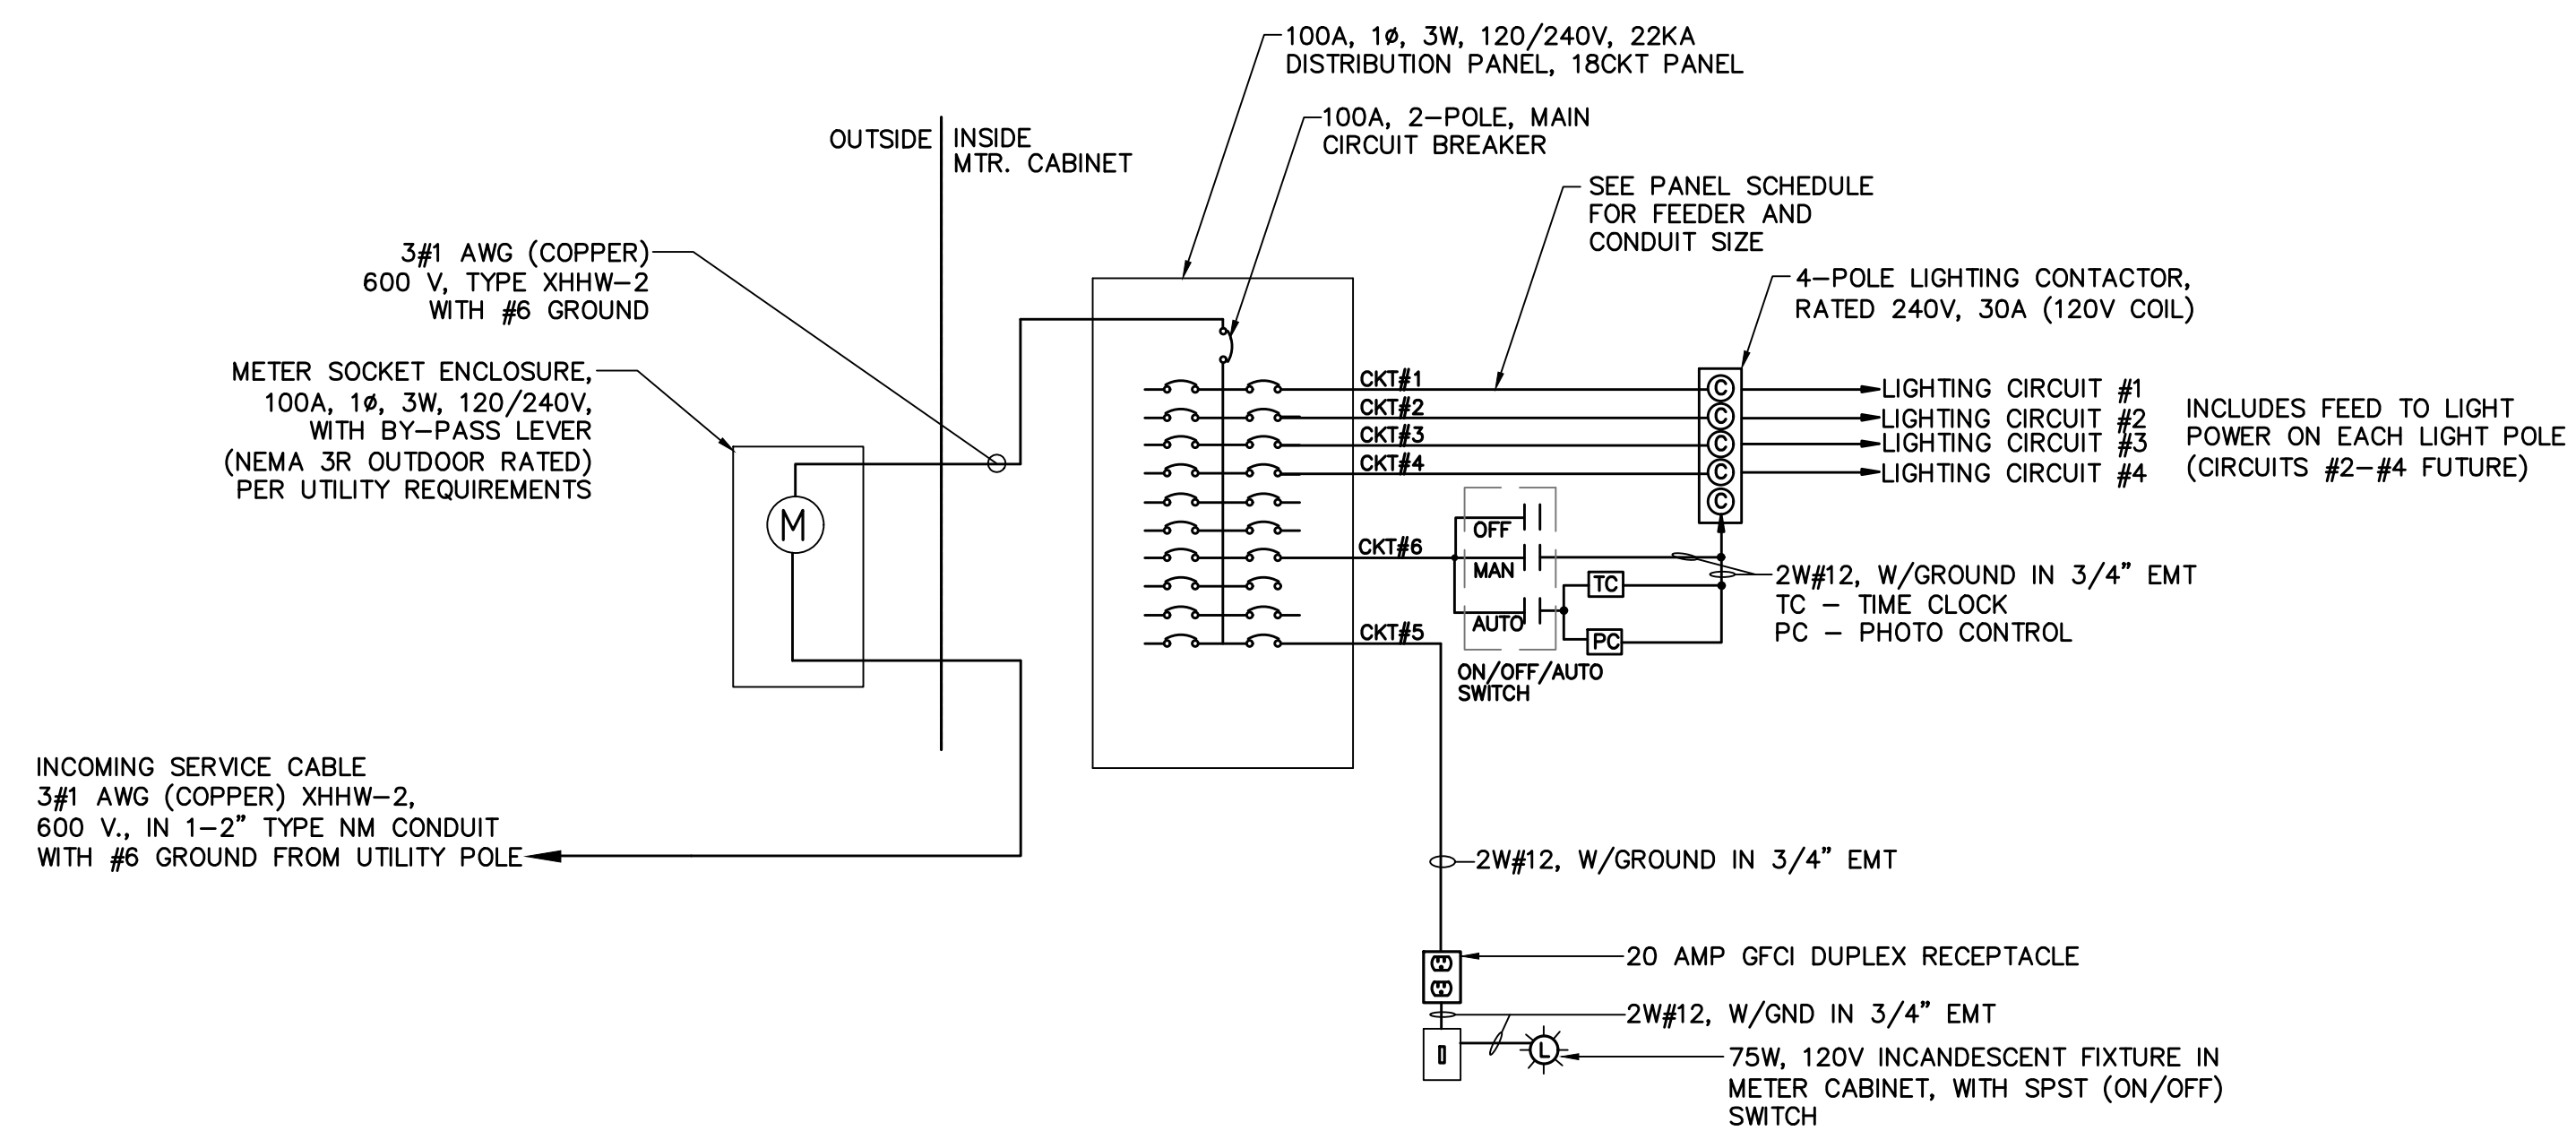 100A, 1ø, 3W, 120/240V, 22KA
DISTRIBUTION PANEL, 18CKT PANEL
100A, 2-POLE, MAIN
CIRCUIT BREAKER
OUTSIDE
INSIDE
MTR. CABINET
SEE PANEL SCHEDULE
FOR FEEDER AND
CONDUIT SIZE
3#1 AWG (COPPER)
600 V, TYPE XHHW-2
WITH #6 GROUND
4-POLE LIGHTING CONTACTOR,
RATED 240V, 30A (120V COIL)
METER SOCKET ENCLOSURE,
100A, 1ø, 3W, 120/240V,
WITH BY-PASS LEVER
(NEMA 3R OUTDOOR RATED)
PER UTILITY REQUIREMENTS
M
CKT#1
CKT#2
CKT#3
CKT#4
C
C
C
C
C
LIGHTING CIRCUIT #1
LIGHTING CIRCUIT #2
LIGHTING CIRCUIT #3
LIGHTING CIRCUIT #4
INCLUDES FEED TO LIGHT
POWER ON EACH LIGHT POLE
(CIRCUITS #2-#4 FUTURE)
OFF
CKT#6
MAN
TC
AUTO
PC
CKT#5
ON/OFF/AUTO
SWITCH
2W#12, W/GROUND IN 3/4" EMT
TC - TIME CLOCK
PC - PHOTO CONTROL
INCOMING SERVICE CABLE
3#1 AWG (COPPER) XHHW-2,
600 V., IN 1-2" TYPE NM CONDUIT
WITH #6 GROUND FROM UTILITY POLE
2W#12, W/GROUND IN 3/4" EMT
20 AMP GFCI DUPLEX RECEPTACLE
2W#12, W/GND IN 3/4" EMT
L
75W, 120V INCANDESCENT FIXTURE IN
METER CABINET, WITH SPST (ON/OFF)
SWITCH